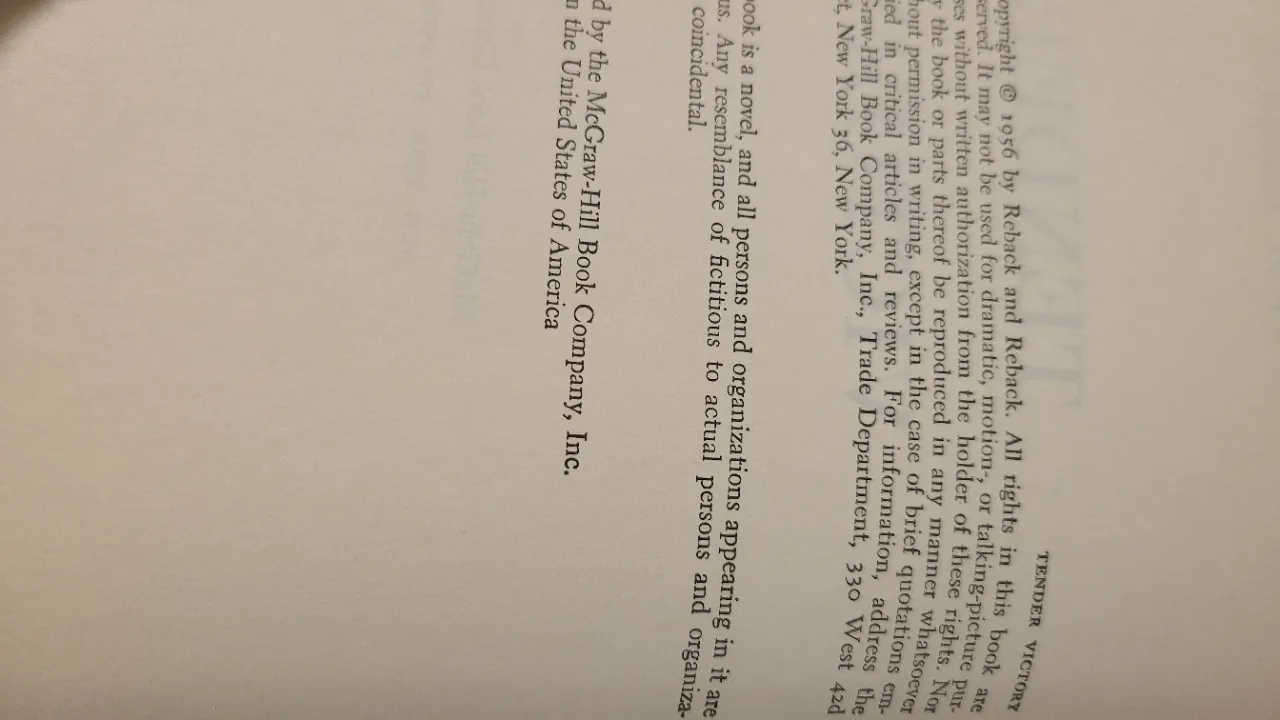 TENDER VICTORY
opyright © 1956 by Reback and Reback. All rights in this book are
served. It may not be used for dramatic, motion-, or talking-picture pur-
ses without written authorization from the holder of these rights. Nor
y the book or parts thereof be reproduced in any manner whatsoever
hout permission in writing, except in the case of brief quotations em-
ied in critical articles and reviews. For information, address the
Graw-Hill Book Company, Inc., Trade Department, 330 West 42d
et, New York 36, New York.
ook is a novel, and all persons and organizations appearing in it are
us. Any resemblance of fictitious to actual persons and organiza-
coincidental.
d by the McGraw-Hill Book Company, Inc.
n the United States of America